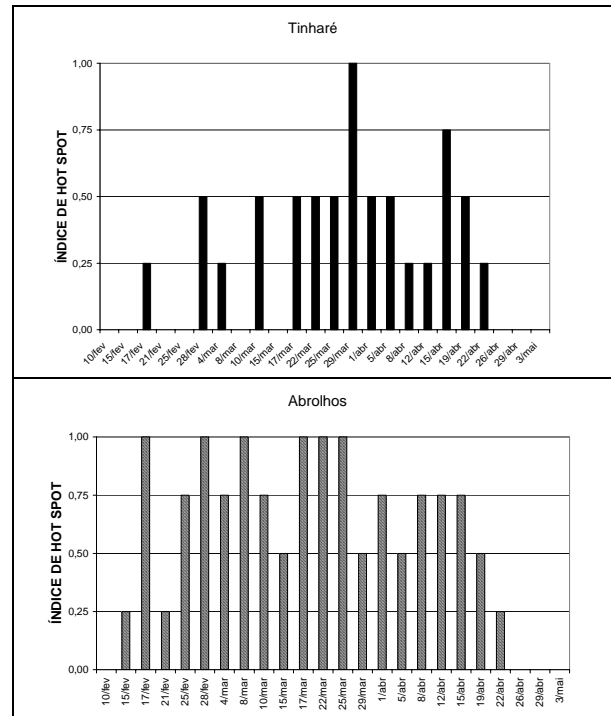 Tinharé
ÍNDICE DE HOT SPOT
1,00
0,75
0,50
0,25
0,00
10/fev 15/fev 17/fev 21/fev 25/fev 28/fev 4/mar 8/mar 10/mar 15/mar 17/mar 22/mar 25/mar 29/mar 1/abr 5/abr 8/abr 12/abr 15/abr 19/abr 22/abr 26/abr 29/abr 3/mai
Abrolhos
ÍNDICE DE HOT SPOT
1,00
0,75
0,50
0,25
0,00
10/fev 15/fev 17/fev 21/fev 25/fev 28/fev 4/mar 8/mar 10/mar 15/mar 17/mar 22/mar 25/mar 29/mar 1/abr 5/abr 8/abr 12/abr 15/abr 19/abr 22/abr 26/abr 29/abr 3/mai